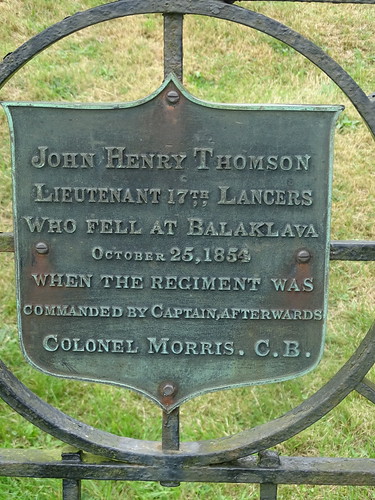 John Henry Thomson
Lieutenant 17th Lancers
Who fell at Balaklava
October 25, 1854
when the regiment was
commanded by Captain, afterwards
Colonel Morris. C.B.